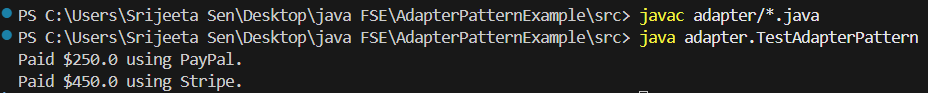 PS C:\Users\Srijeeta Sen\Desktop\java FSE\AdapterPatternExample\src> javac adapter/*.java
PS C:\Users\Srijeeta Sen\Desktop\java FSE\AdapterPatternExample\src> java adapter.TestAdapterPattern
Paid $250.0 using PayPal.
Paid $450.0 using Stripe.